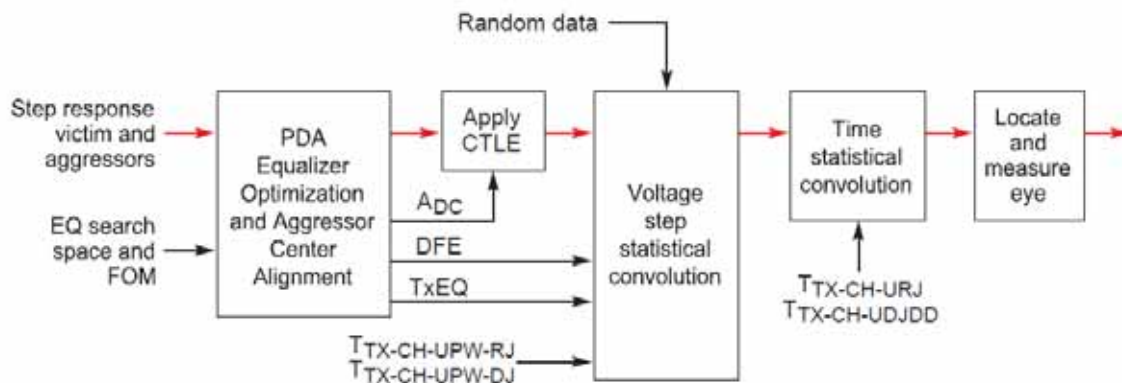 Random data
Step response
victim and
aggressors
EQ search
space and
FOM
PDA
Equalizer
Optimization
and Aggressor
Center
Alignment
Apply
CTLE
ADC
DFE
TxEQ
TTX-CH-UPW-RJ
TTX-CH-UPW-DJ
Voltage
step
statistical
convolution
Time
statistical
convolution
TTX-CH-URJ
TTX-CH-UDJDD
Locate
and
measure
eye